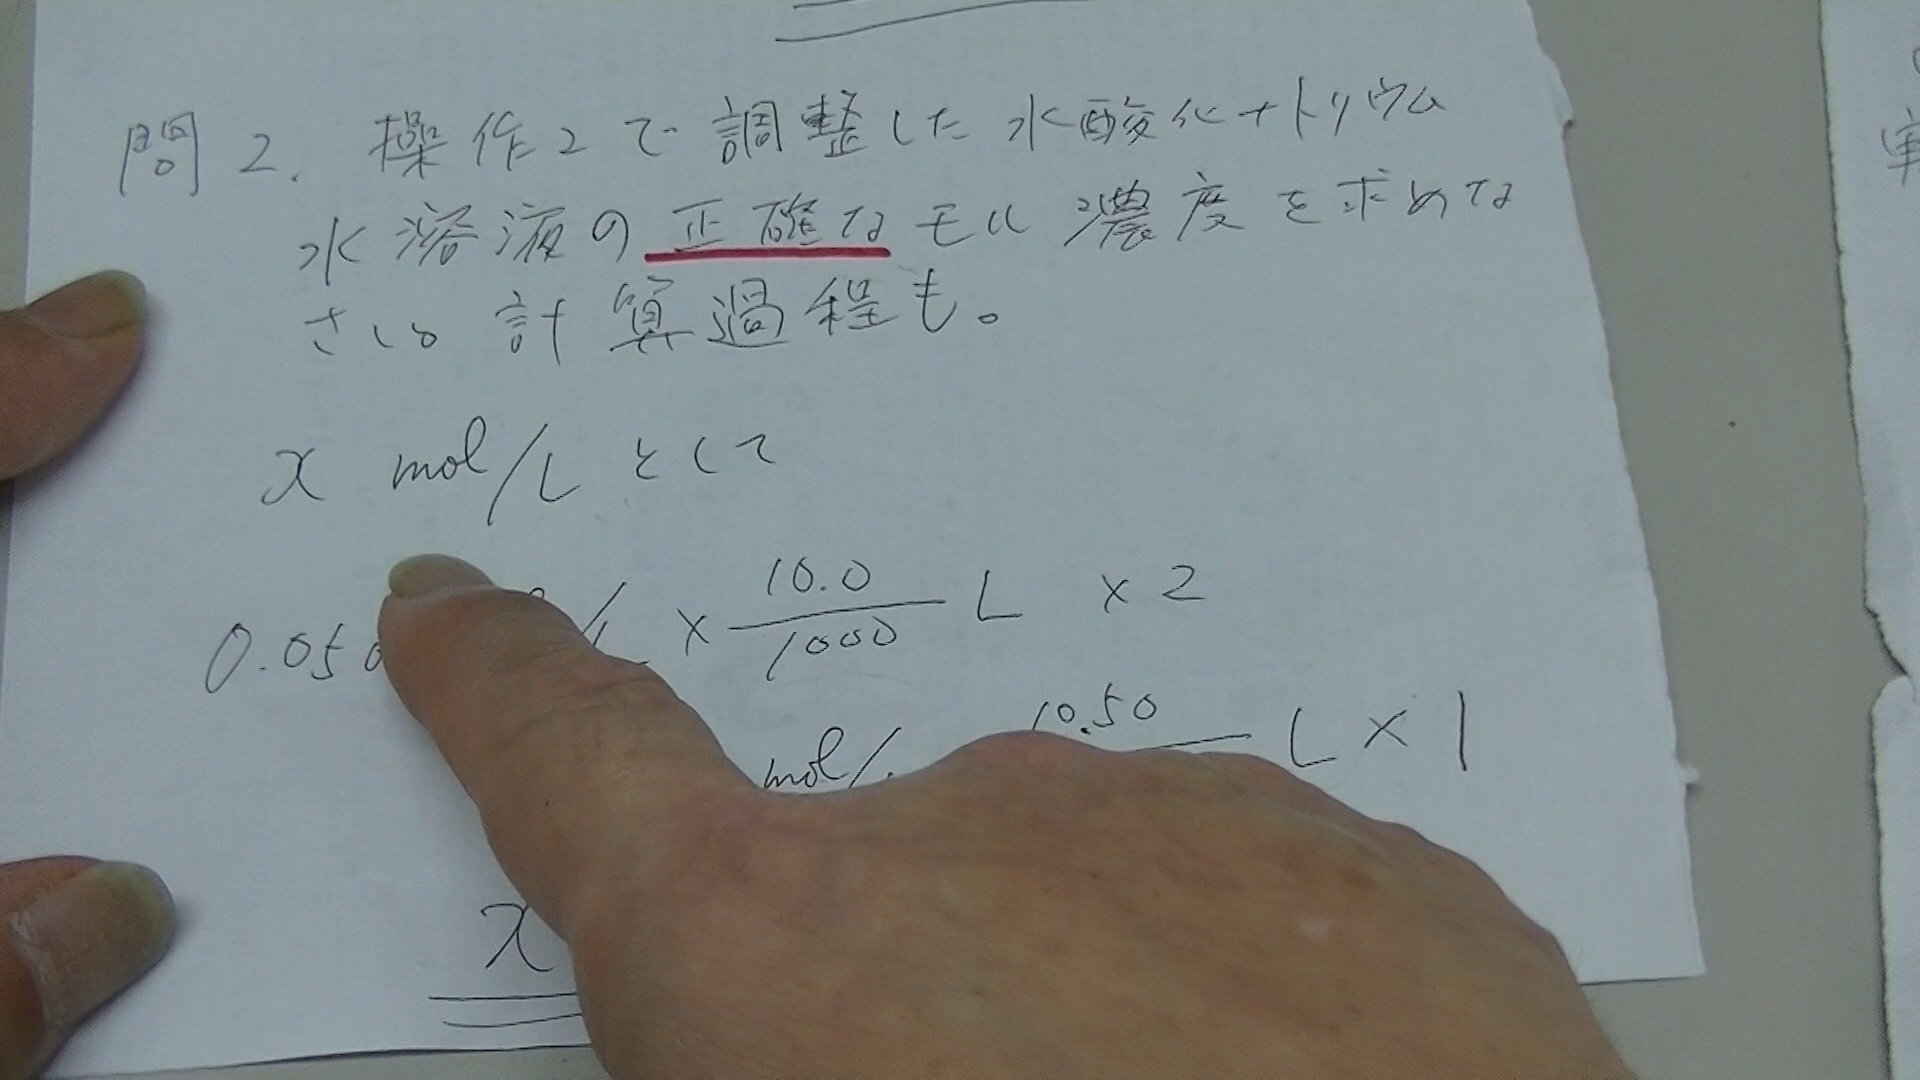 問2. 操作2で調整した水酸化ナトリウム
水溶液の正確なモル濃度を求めな
さい 計算過程も。
x mol/L として
0.050 /L × 10.0/1000 L × 2
mol/ 10.50 L × 1
x